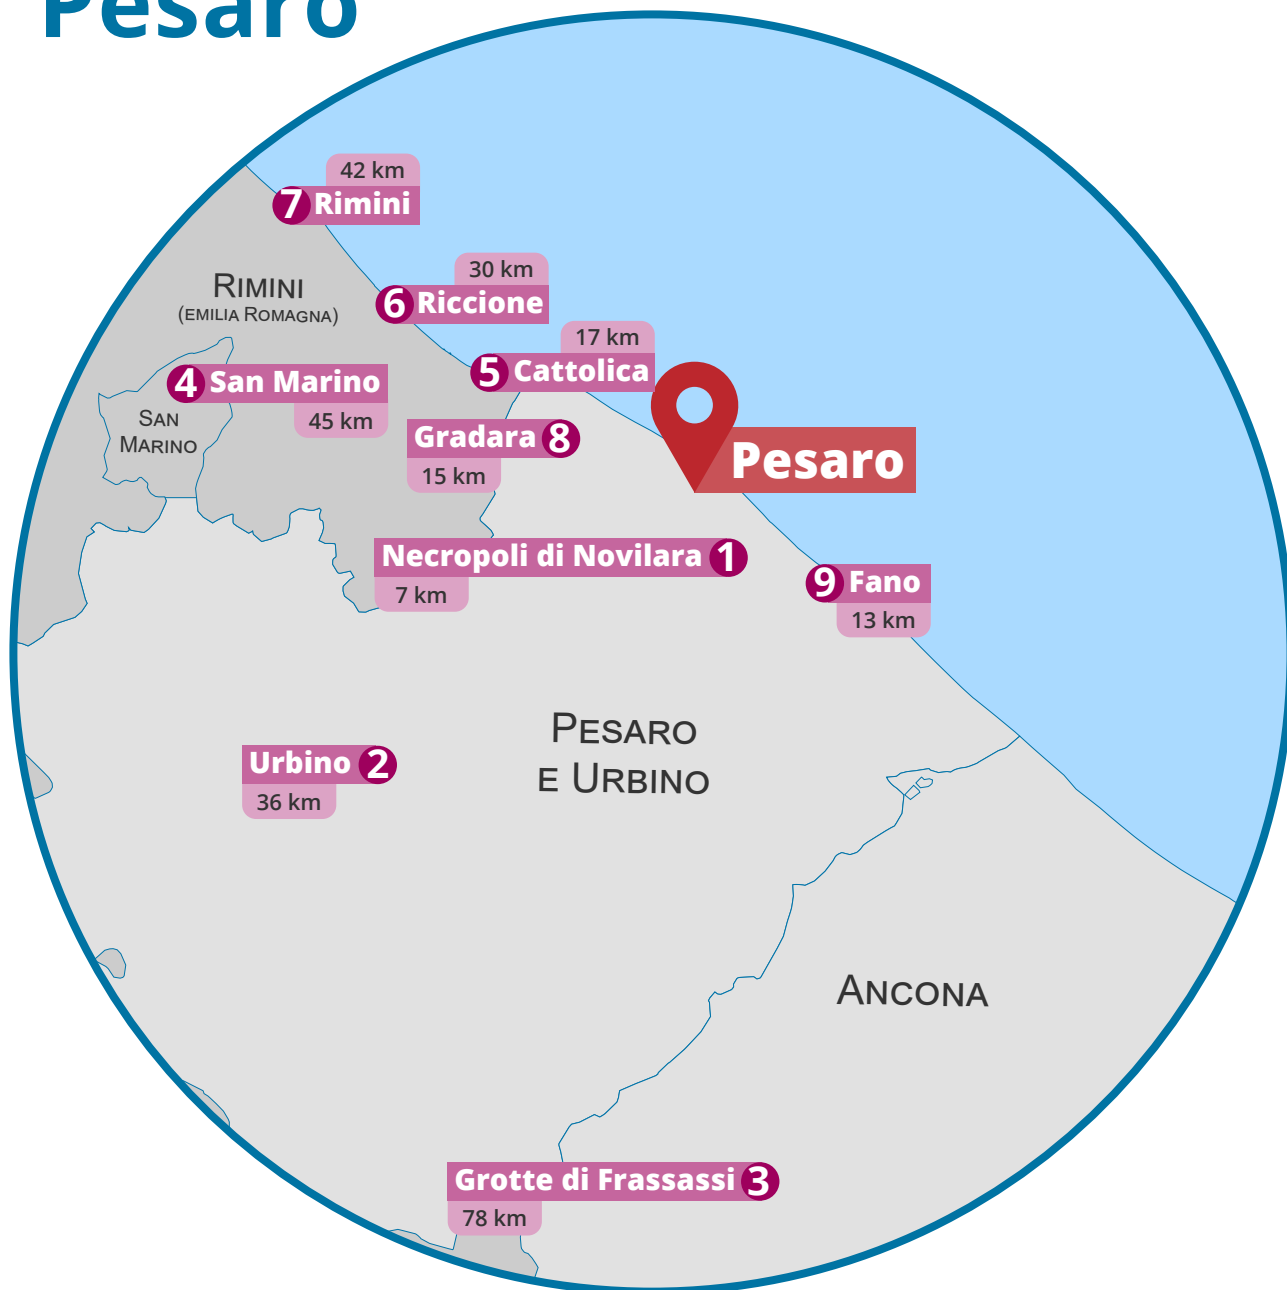 Pesaro
42 km
7 Rimini
RIMINI
(EMILIA ROMAGNA)
30 km
6 Riccione
17 km
5 Cattolica
4 San Marino
45 km
SAN
MARINO
Gradara 8
15 km
Pesaro
Necropoli di Novilara 1
7 km
9 Fano
13 km
PESARO
E URBINO
Urbino 2
36 km
ANCONA
Grotte di Frassassi 3
78 km